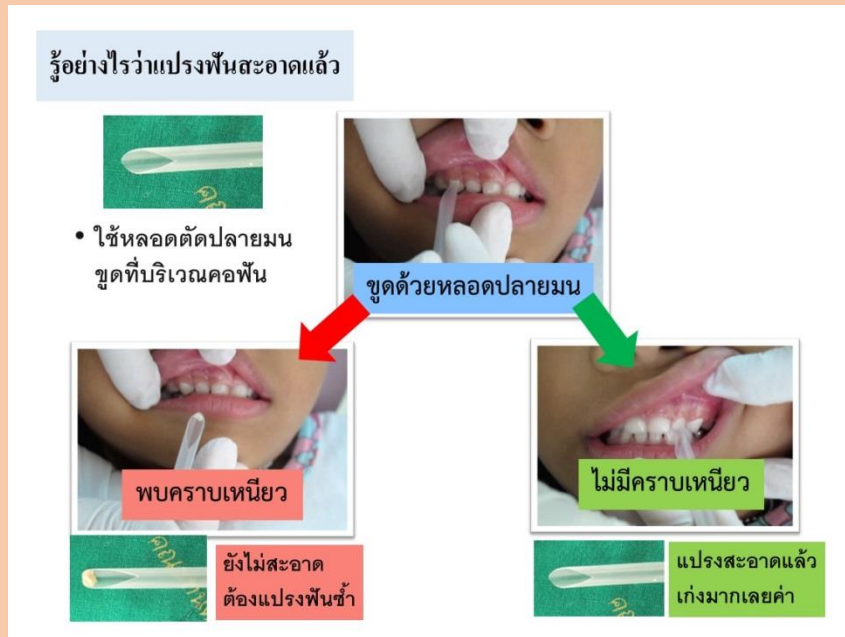 รู้อย่างไรว่าแปรงฟันสะอาดแล้ว
• ใช้หลอดตัดปลายมน
ขูดที่บริเวณคอฟัน
ขูดด้วยหลอดปลายมน
พบคราบเหนียว
ไม่มีคราบเหนียว
ยังไม่สะอาด
ต้องแปรงฟันซ้ำ
แปรงสะอาดแล้ว
เก่งมากเลยค่า